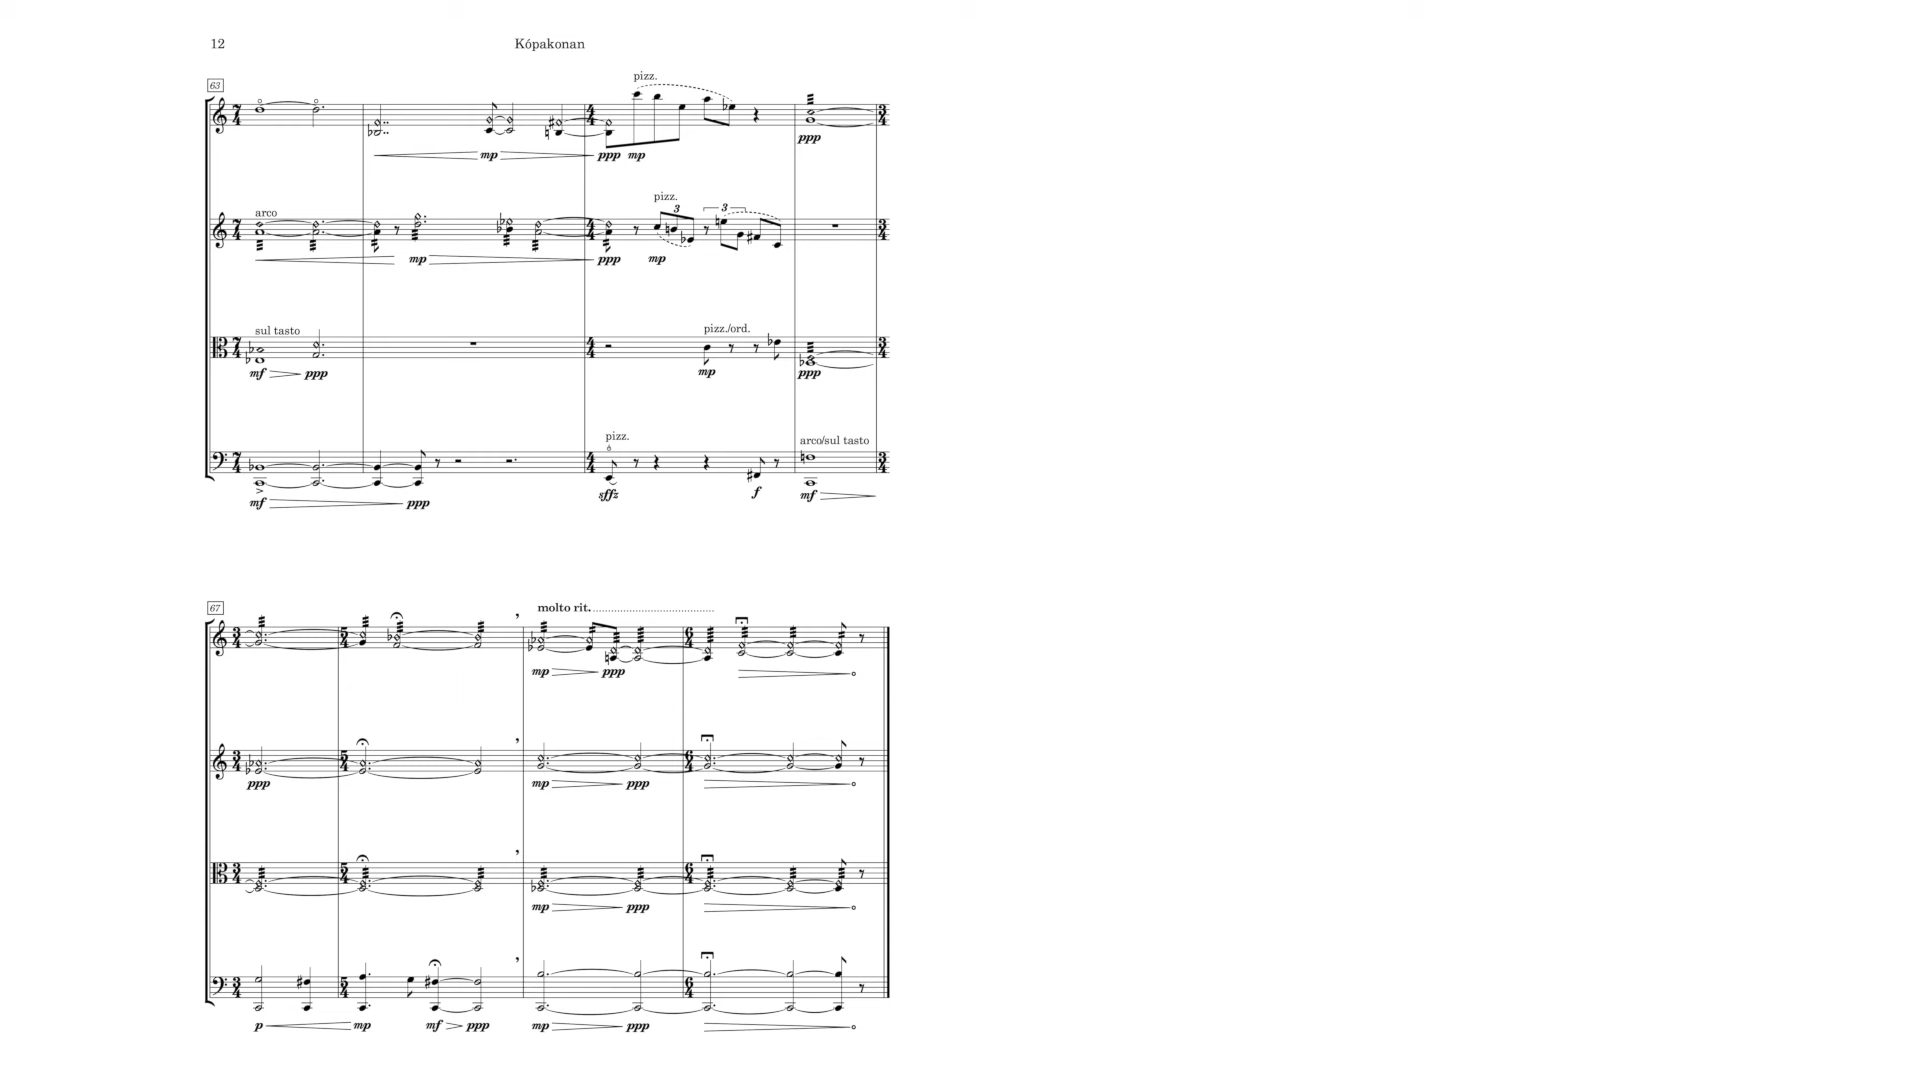 12 Kópakonan
63
pizz.
mp
ppp mp
ppp
arco
pizz.
3 3
mp
ppp
mp
sul tasto
pizz./ord.
mf ppp
mp
ppp
pizz.
arco/sul tasto
mf
ppp
sffz
f
mf
67
molto rit.
mp ppp
ppp
mp ppp
mp ppp
p mp mf ppp mp ppp